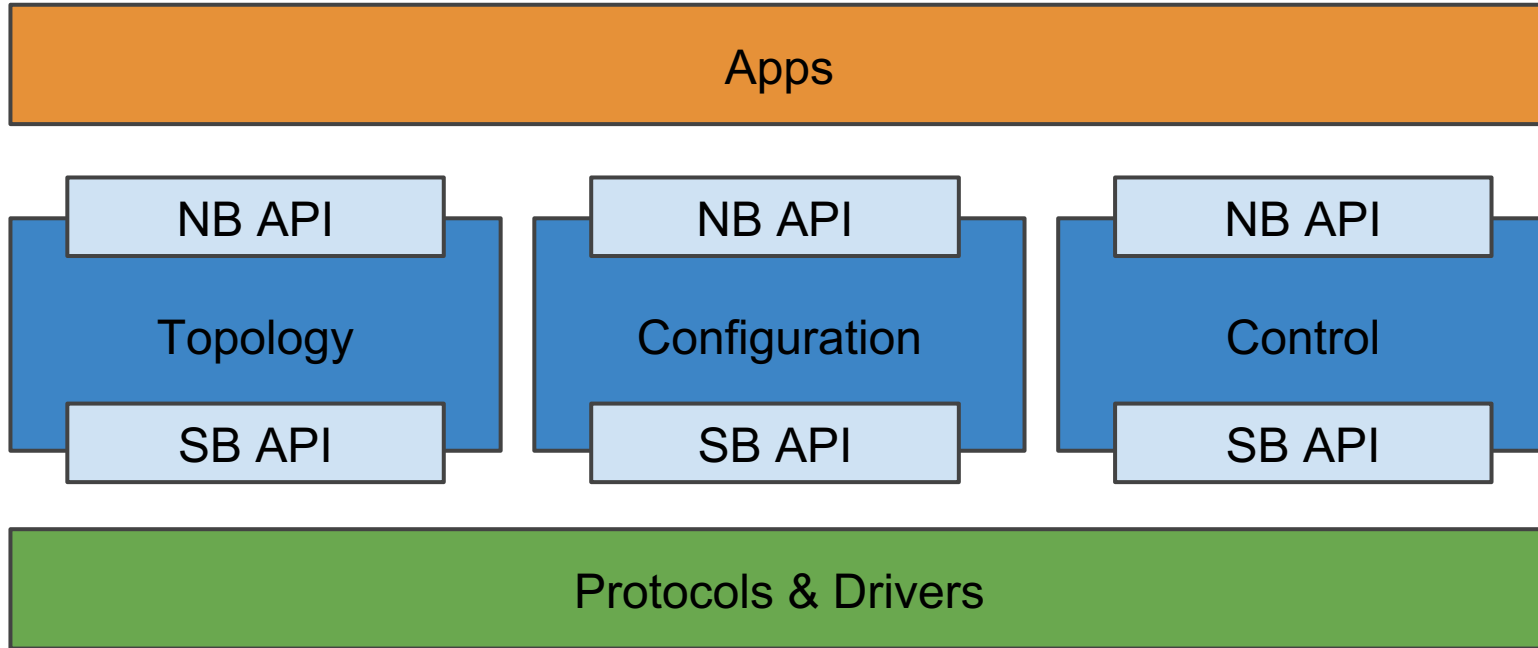 Apps
NB API
NB API
NB API
Topology
Configuration
Control
SB API
SB API
SB API
Protocols & Drivers